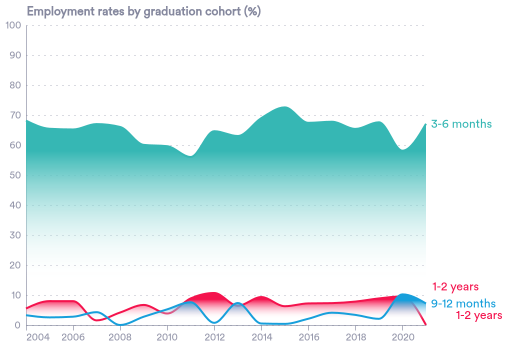 Employment rates by graduation cohort (%)
100
90
80
70
60
50
40
30
20
10
0
3-6 months
1-2 years
9-12 months
1-2 years
2004 2006 2008 2010 2012 2014 2016 2018 2020